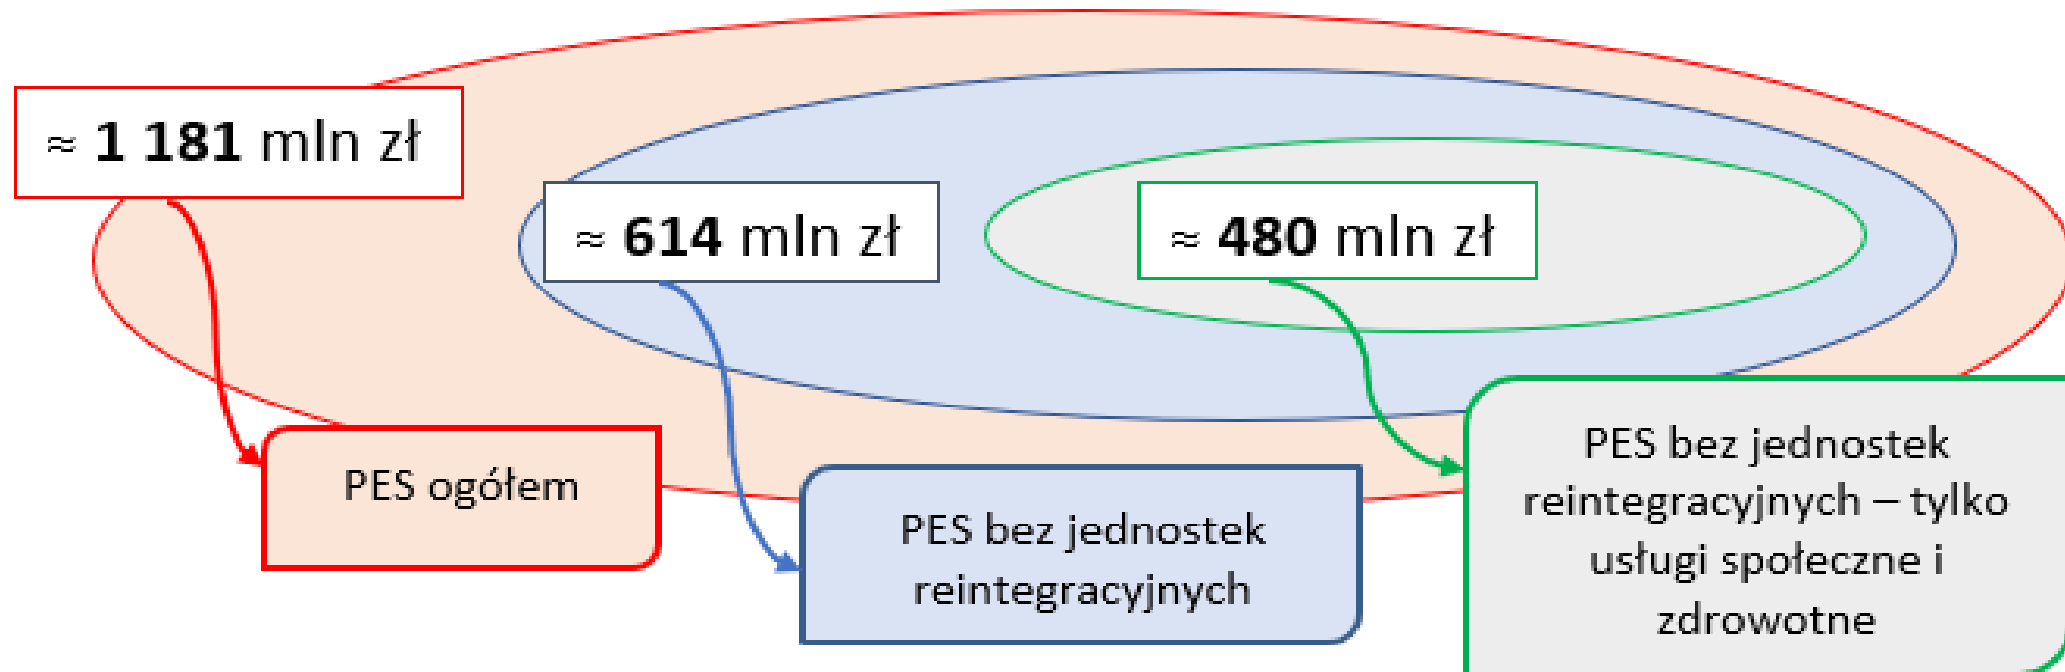 ≈ 1 181 mln zł
≈ 614 mln zł
≈ 480 mln zł
PES ogółem
PES bez jednostek
reintegracyjnych
PES bez jednostek
reintegracyjnych – tylko
usługi społeczne i
zdrowotne